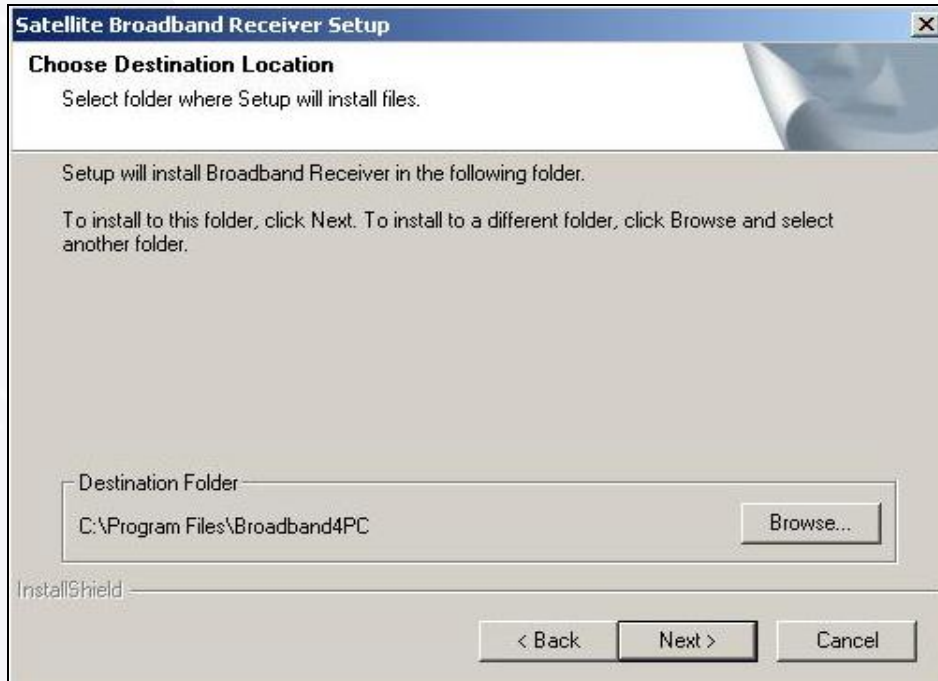 Satellite Broadband Receiver Setup
Choose Destination Location
Select folder where Setup will install files.
Setup will install Broadband Receiver in the following folder.
To install to this folder, click Next. To install to a different folder, click Browse and select
another folder.
Destination Folder
C:\Program Files\Broadband4PC
Browse...
InstallShield
< Back
Next >
Cancel